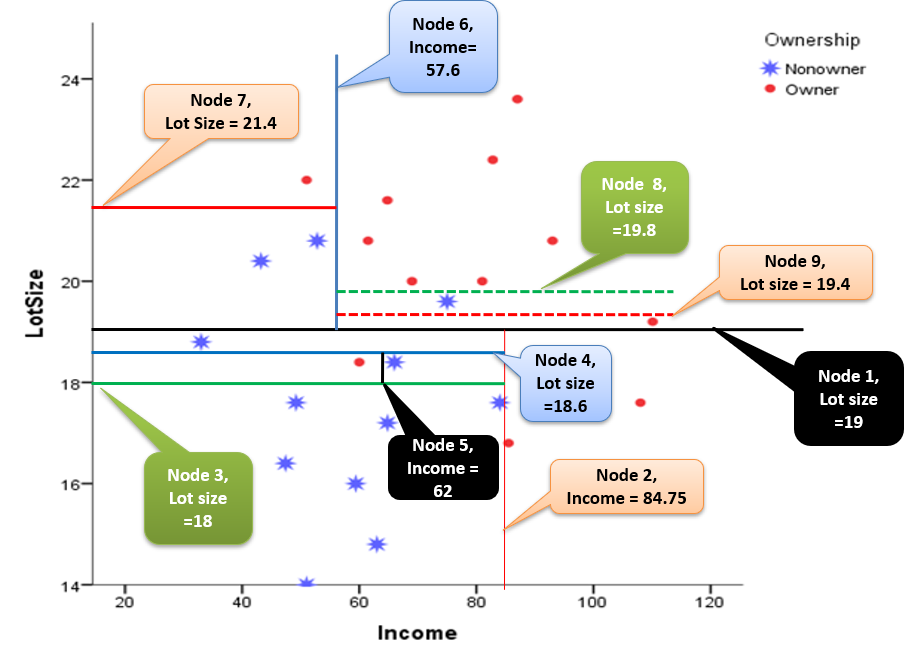 Node 6,
Income=
57.6
Ownership
Nonowner
Owner
Node 7,
Lot Size = 21.4
Node  8,
Lot size
=19.8
Node 9,
Lot size = 19.4
Node 1,
Lot size
=19
Node 4,
Lot size
=18.6
Node 5,
Income =
62
Node 2,
Income = 84.75
Node 3,
Lot size
=18
LotSize
24
22
20
18
16
14
20 40 60 80 100 120
Income